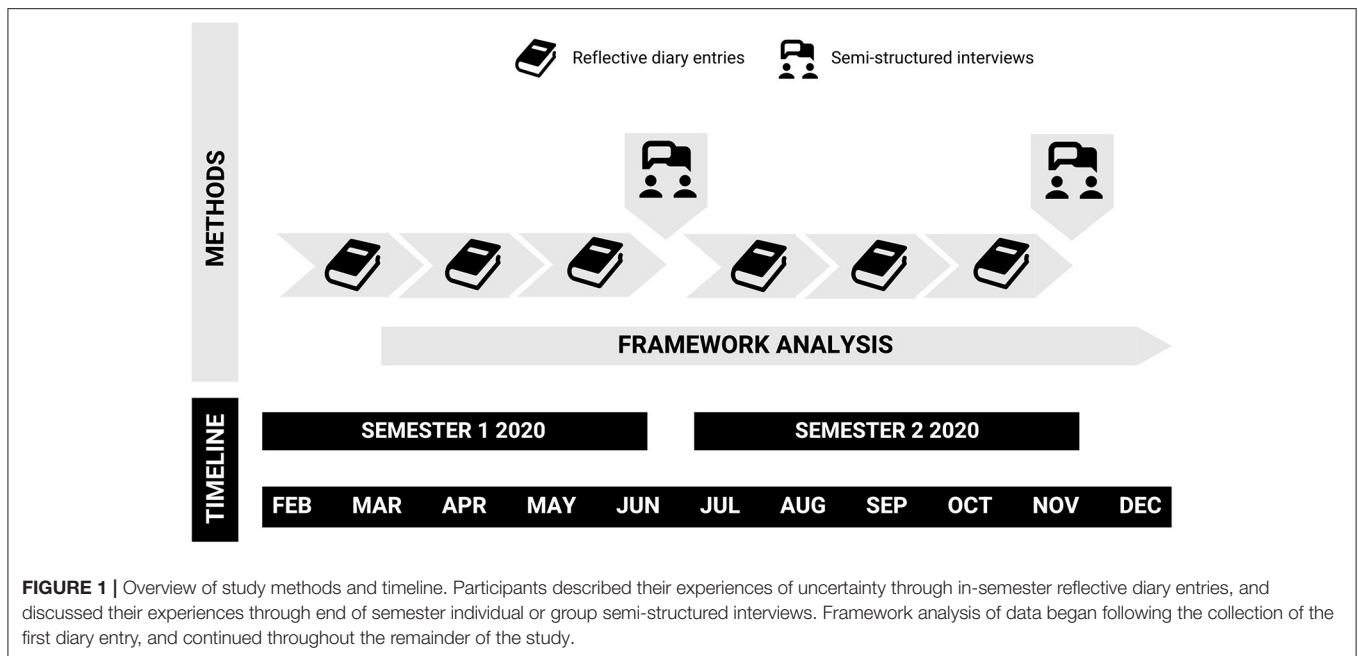 Reflective diary entries
Semi-structured interviews
METHODS
FRAMEWORK ANALYSIS
TIMELINE
SEMESTER 1 2020
SEMESTER 2 2020
FEB MAR APR MAY JUN JUL AUG SEP OCT NOV DEC
FIGURE 1 | Overview of study methods and timeline. Participants described their experiences of uncertainty through in-semester reflective diary entries, and
discussed their experiences through end of semester individual or group semi-structured interviews. Framework analysis of data began following the collection of the
first diary entry, and continued throughout the remainder of the study.